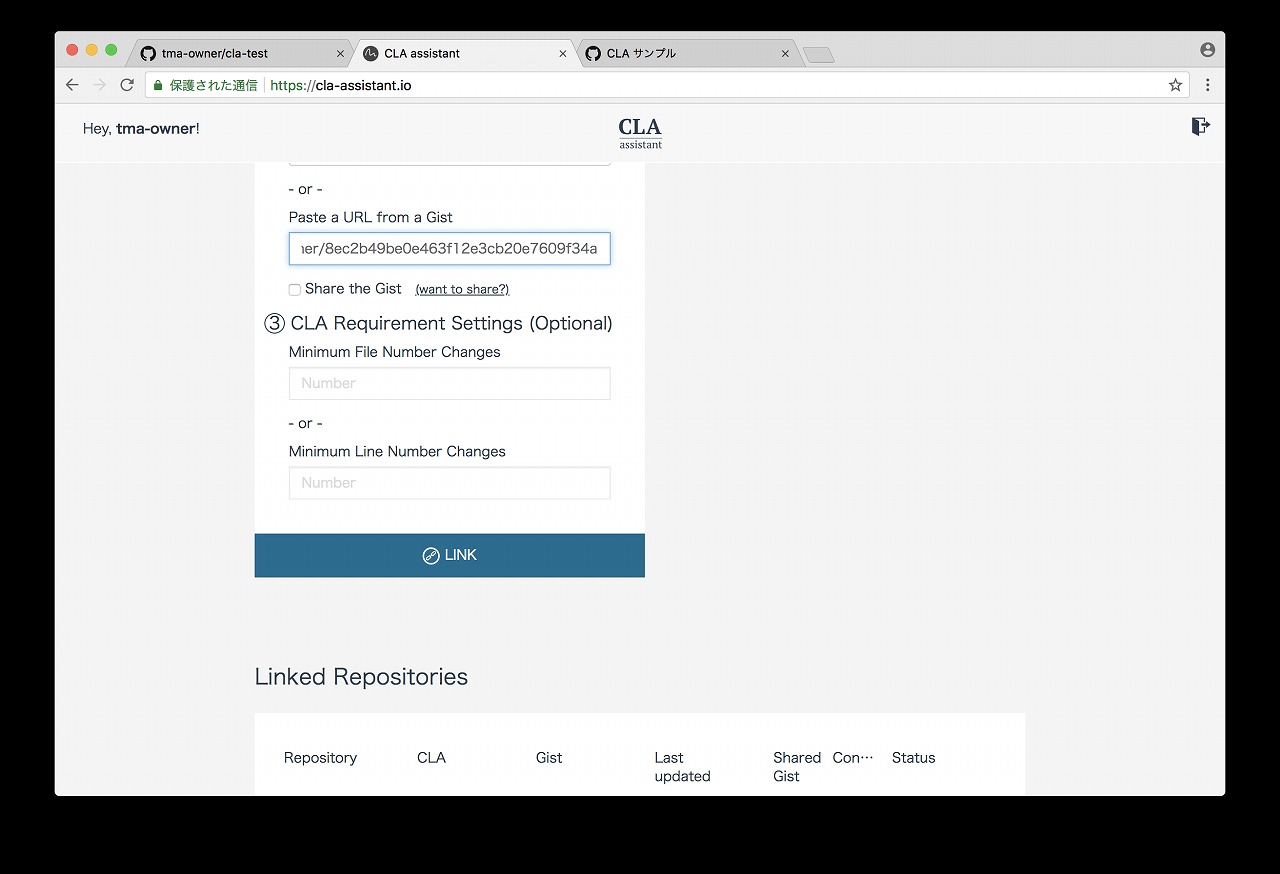 tma-owner/cla-test
CLA assistant
CLA サンプル
保護された通信
https://cla-assistant.io
Hey, tma-owner!
CLA
assistant
- or -
Paste a URL from a Gist
ner/8ec2b49be0e463f12e3cb20e7609f34a
Share the Gist (want to share?)
③ CLA Requirement Settings (Optional)
Minimum File Number Changes
Number
- or -
Minimum Line Number Changes
Number
LINK
Linked Repositories
Repository CLA Gist Last updated Shared Gist Con… Status